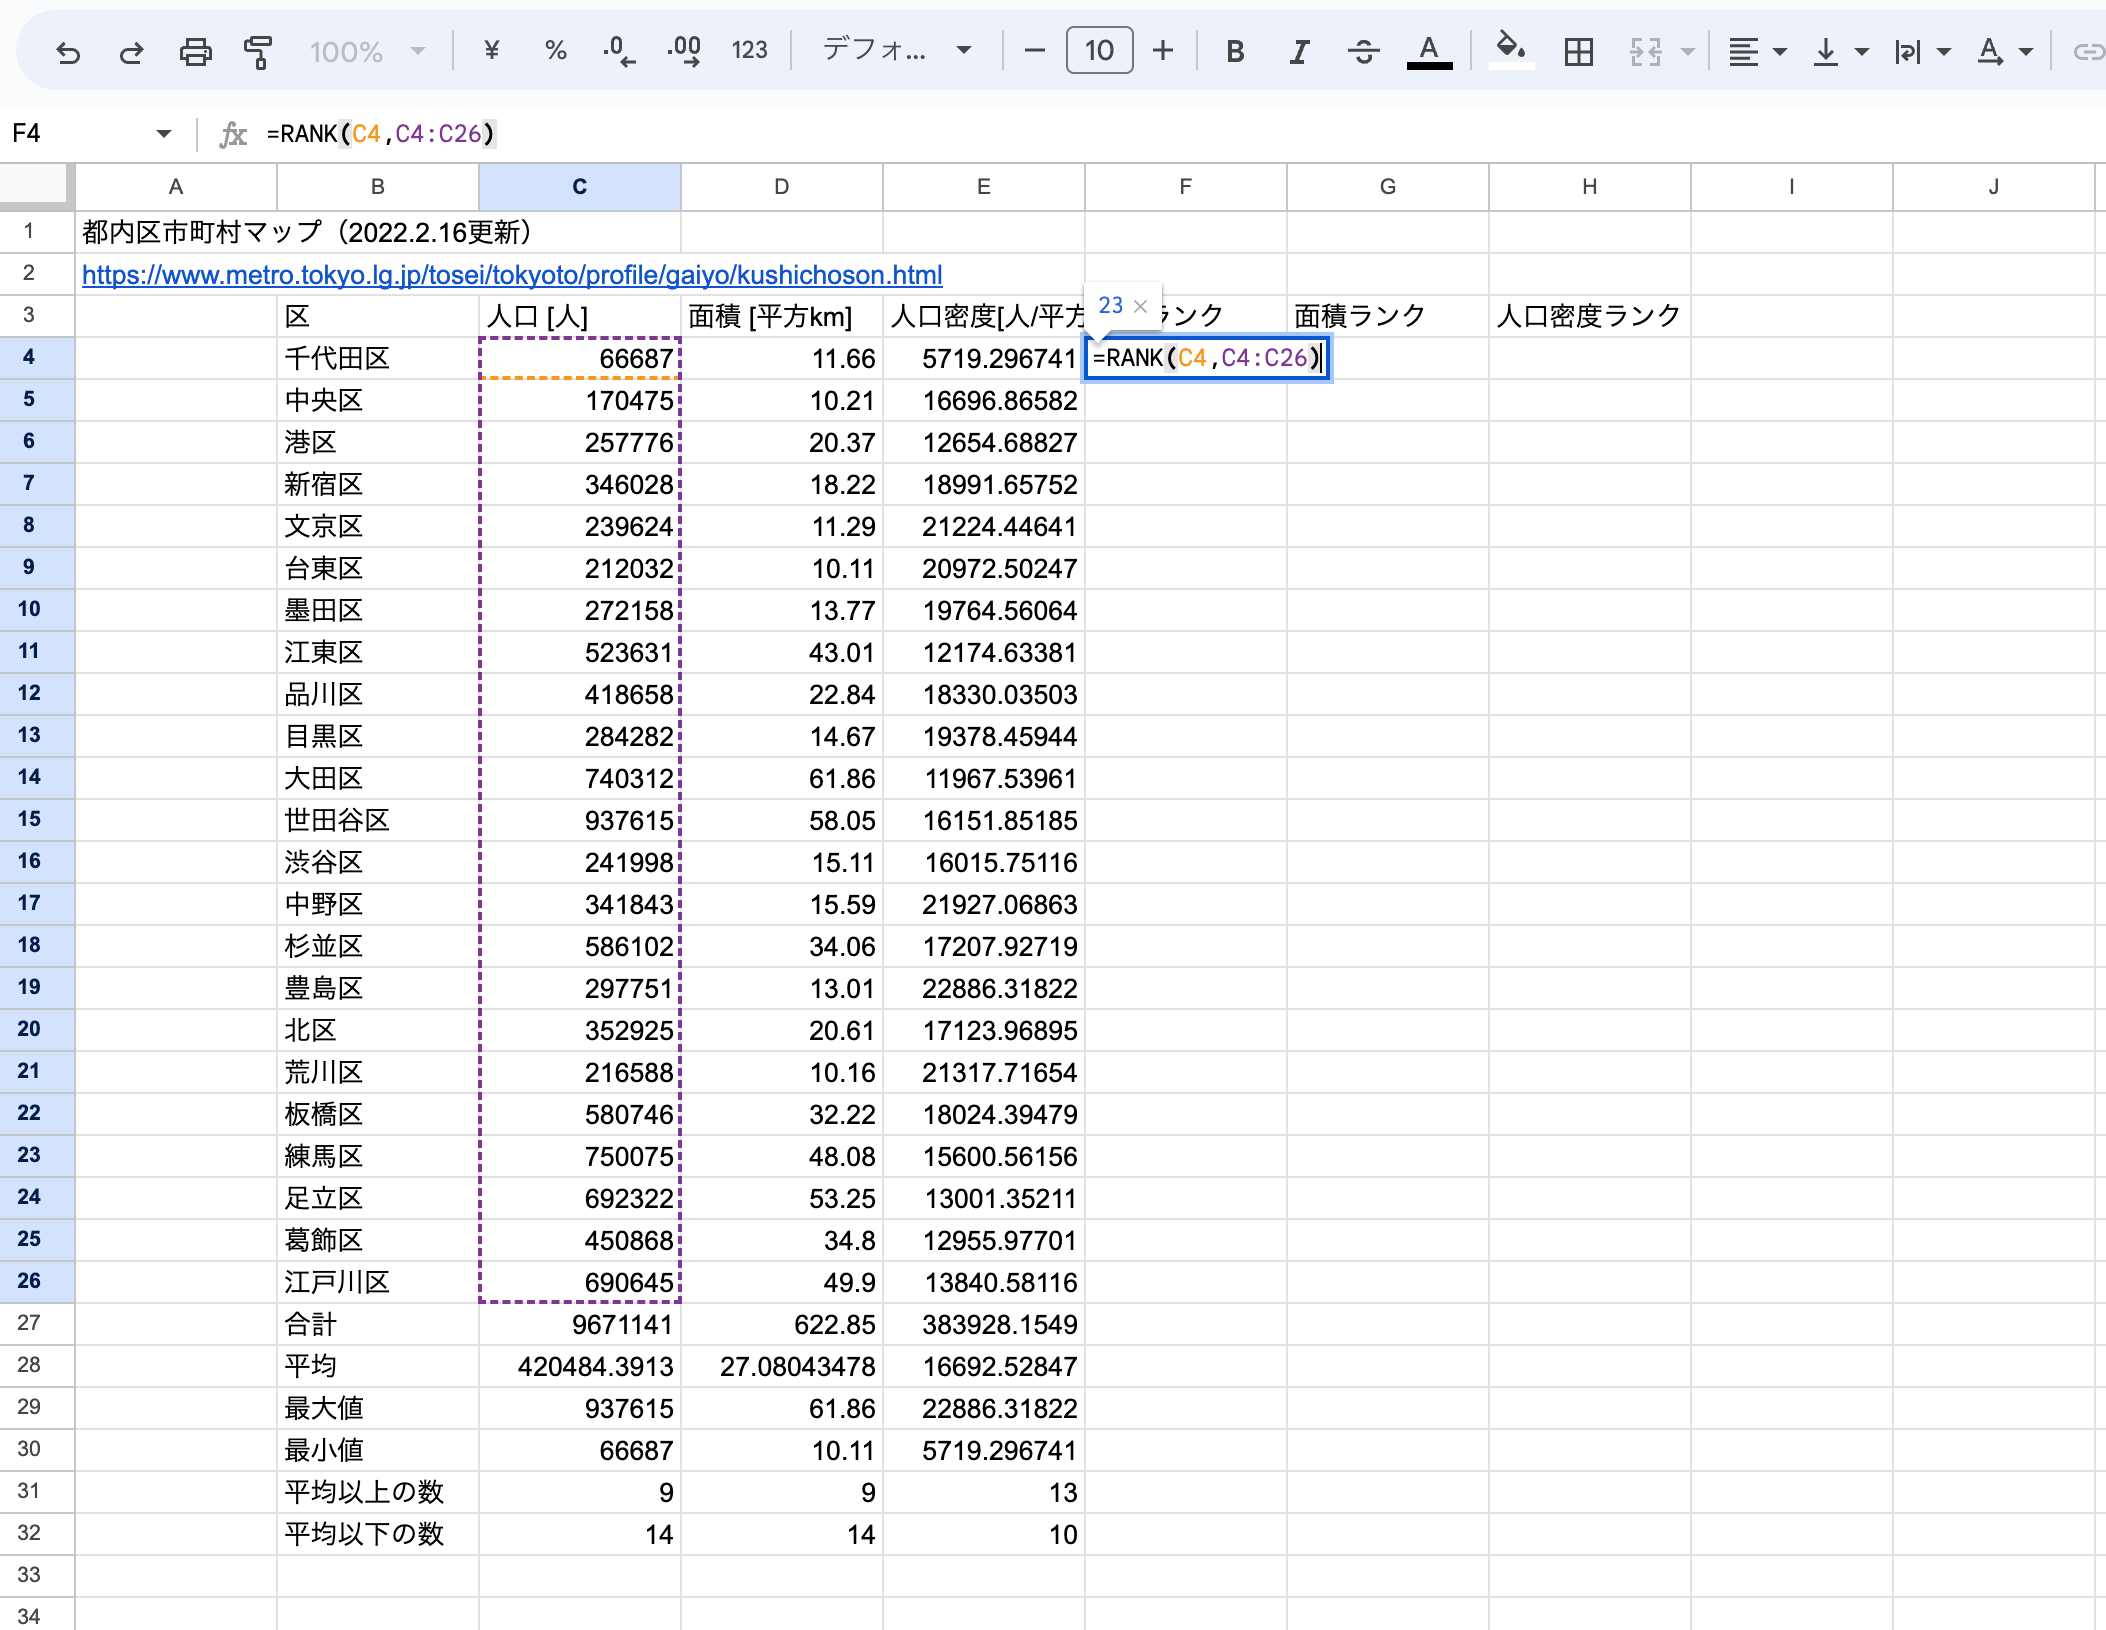 100% ¥ % .0 .00 123 デフォ... 10 B I A A
F4 fx =RANK(C4,C4:C26)
A B C D E F G H I J
1 都内区市町村マップ（2022.2.16更新）
2 https://www.metro.tokyo.lg.jp/tosei/tokyoto/profile/gaiyo/kushichoson.html
23 ×
3 区 人口 [人] 面積 [平方km] 人口密度[人/平方 ランク 面積ランク 人口密度ランク
4 千代田区 66687 11.66 5719.296741 =RANK(C4,C4:C26)
5 中央区 170475 10.21 16696.86582
6 港区 257776 20.37 12654.68827
7 新宿区 346028 18.22 18991.65752
8 文京区 239624 11.29 21224.44641
9 台東区 212032 10.11 20972.50247
10 墨田区 272158 13.77 19764.56064
11 江東区 523631 43.01 12174.63381
12 品川区 418658 22.84 18330.03503
13 目黒区 284282 14.67 19378.45944
14 大田区 740312 61.86 11967.53961
15 世田谷区 937615 58.05 16151.85185
16 渋谷区 241998 15.11 16015.75116
17 中野区 341843 15.59 21927.06863
18 杉並区 586102 34.06 17207.92719
19 豊島区 297751 13.01 22886.31822
20 北区 352925 20.61 17123.96895
21 荒川区 216588 10.16 21317.71654
22 板橋区 580746 32.22 18024.39479
23 練馬区 750075 48.08 15600.56156
24 足立区 692322 53.25 13001.35211
25 葛飾区 450868 34.8 12955.97701
26 江戸川区 690645 49.9 13840.58116
27 合計 9671141 622.85 383928.1549
28 平均 420484.3913 27.08043478 16692.52847
29 最大値 937615 61.86 22886.31822
30 最小値 66687 10.11 5719.296741
31 平均以上の数 9 9 13
32 平均以下の数 14 14 10
33
34